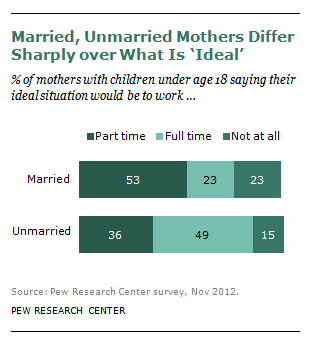 Married, Unmarried Mothers Differ
Sharply over What Is ‘Ideal’
% of mothers with children under age 18 saying their
ideal situation would be to work ...
Part time Full time Not at all
Married 53 23 23
Unmarried 36 49 15
Source: Pew Research Center survey, Nov 2012.
PEW RESEARCH CENTER